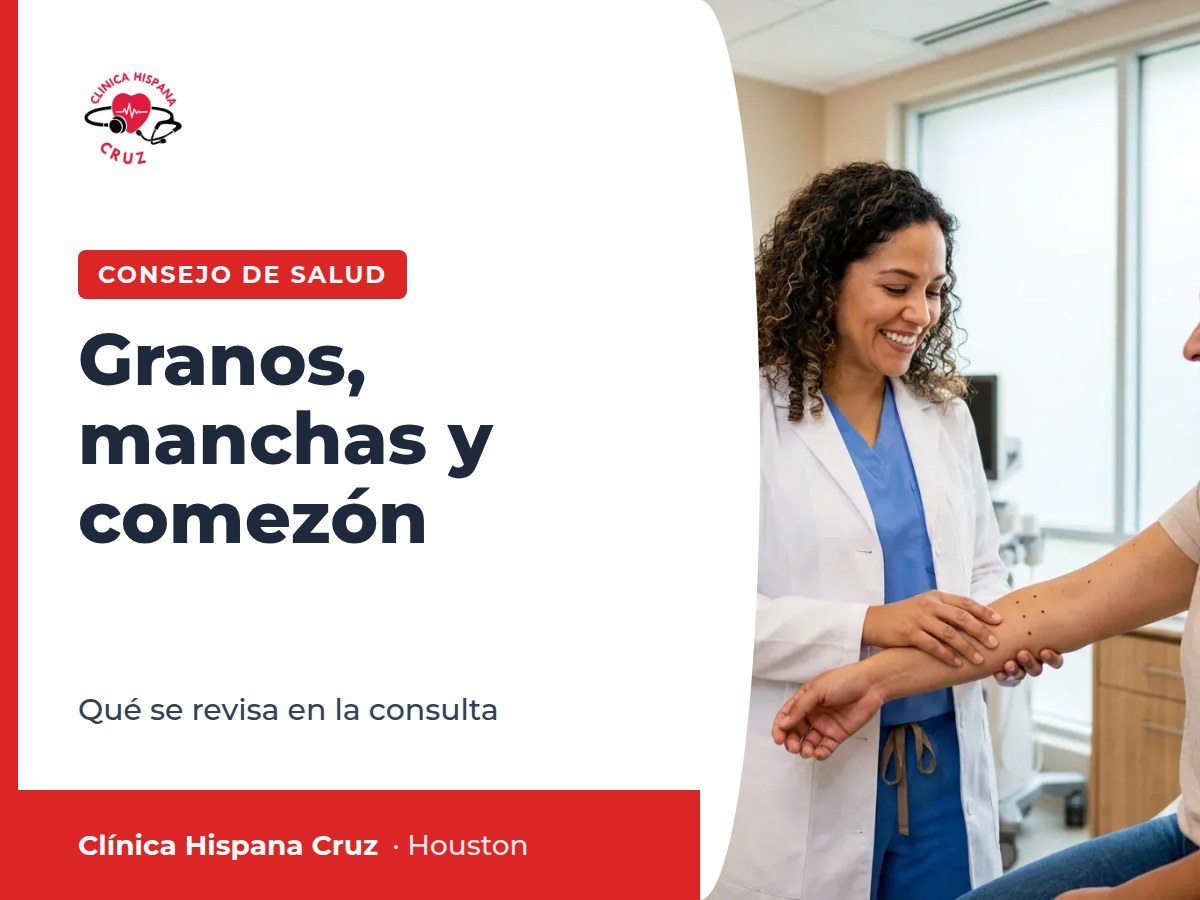 CLINICA HISPANA
CRUZ
CONSEJO DE SALUD
Granos,
manchas y
comezón
Qué se revisa en la consulta
Clínica Hispana Cruz · Houston